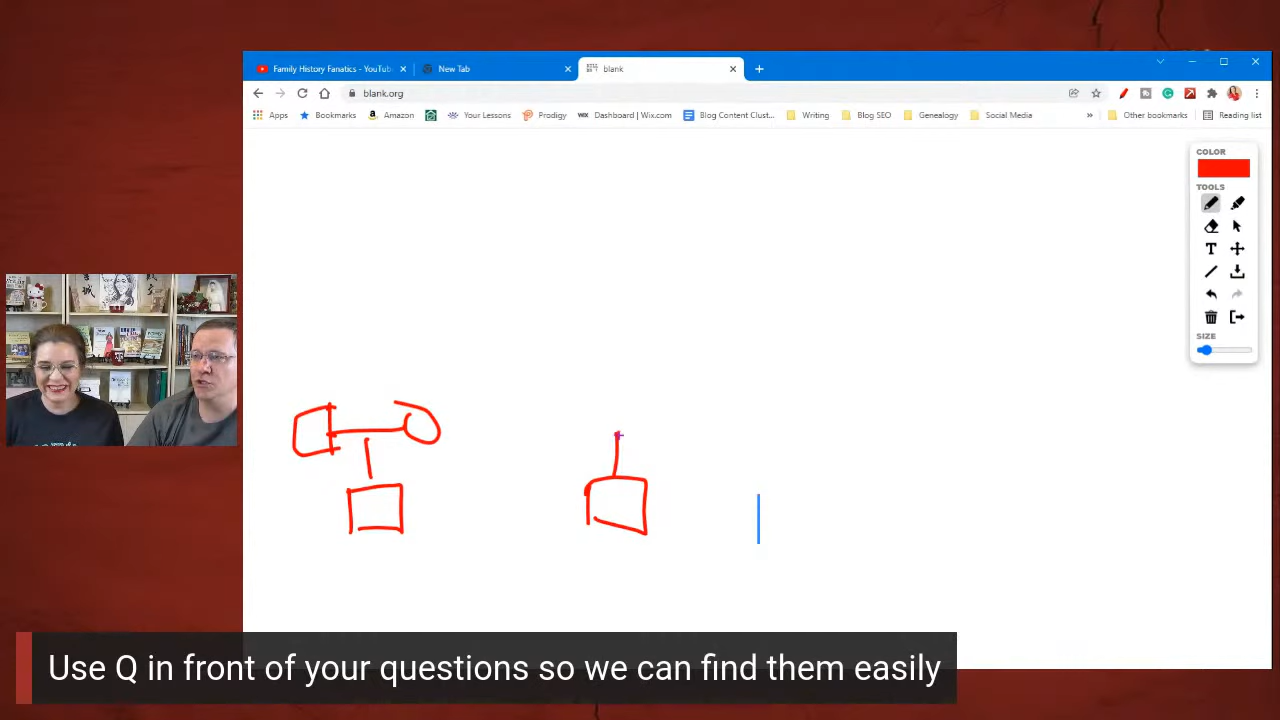 Family History Fanatics - YouTub
New Tab
blank
blank.org
Apps
Bookmarks
Amazon
Your Lessons
Prodigy
WIX Dashboard | Wix.com
Blog Content Clust...
Writing
Blog SEO
Genealogy
Social Media
»
Other bookmarks
Reading list
COLOR
TOOLS
T
SIZE
Use Q in front of your questions so we can find them easily